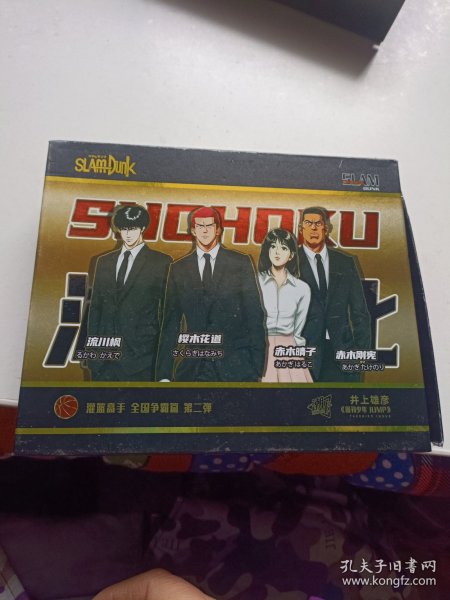 SLAM DUNK
SLAM
SHOHOKU
流川枫
るかわ かえで
樱木花道
さくらぎはなみち
赤木晴子
あかぎ はるこ
赤木刚宪
あかぎ たけのり
灌篮高手 全国争霸篇 第二弹
井上雄彦
孔夫子旧书网
www.kongfz.com